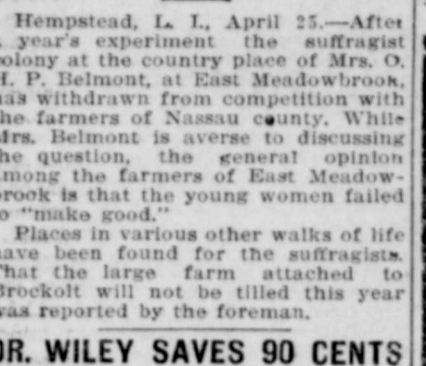 Hempstead, L. I., April 25.—After
year's experiment the suffragist
olony at the country place of Mrs. O.
H. P. Belmont, at East Meadowbrook,
has withdrawn from competition with
the farmers of Nassau county. While
Mrs. Belmont is averse to discussing
the question, the general opinion
among the farmers of East Meadow-
brook is that the young women failed
to "make good."
Places in various other walks of life
have been found for the suffragists.
That the large farm attached to
Brockolt will not be tilled this year
was reported by the foreman.
DR. WILEY SAVES 90 CENTS